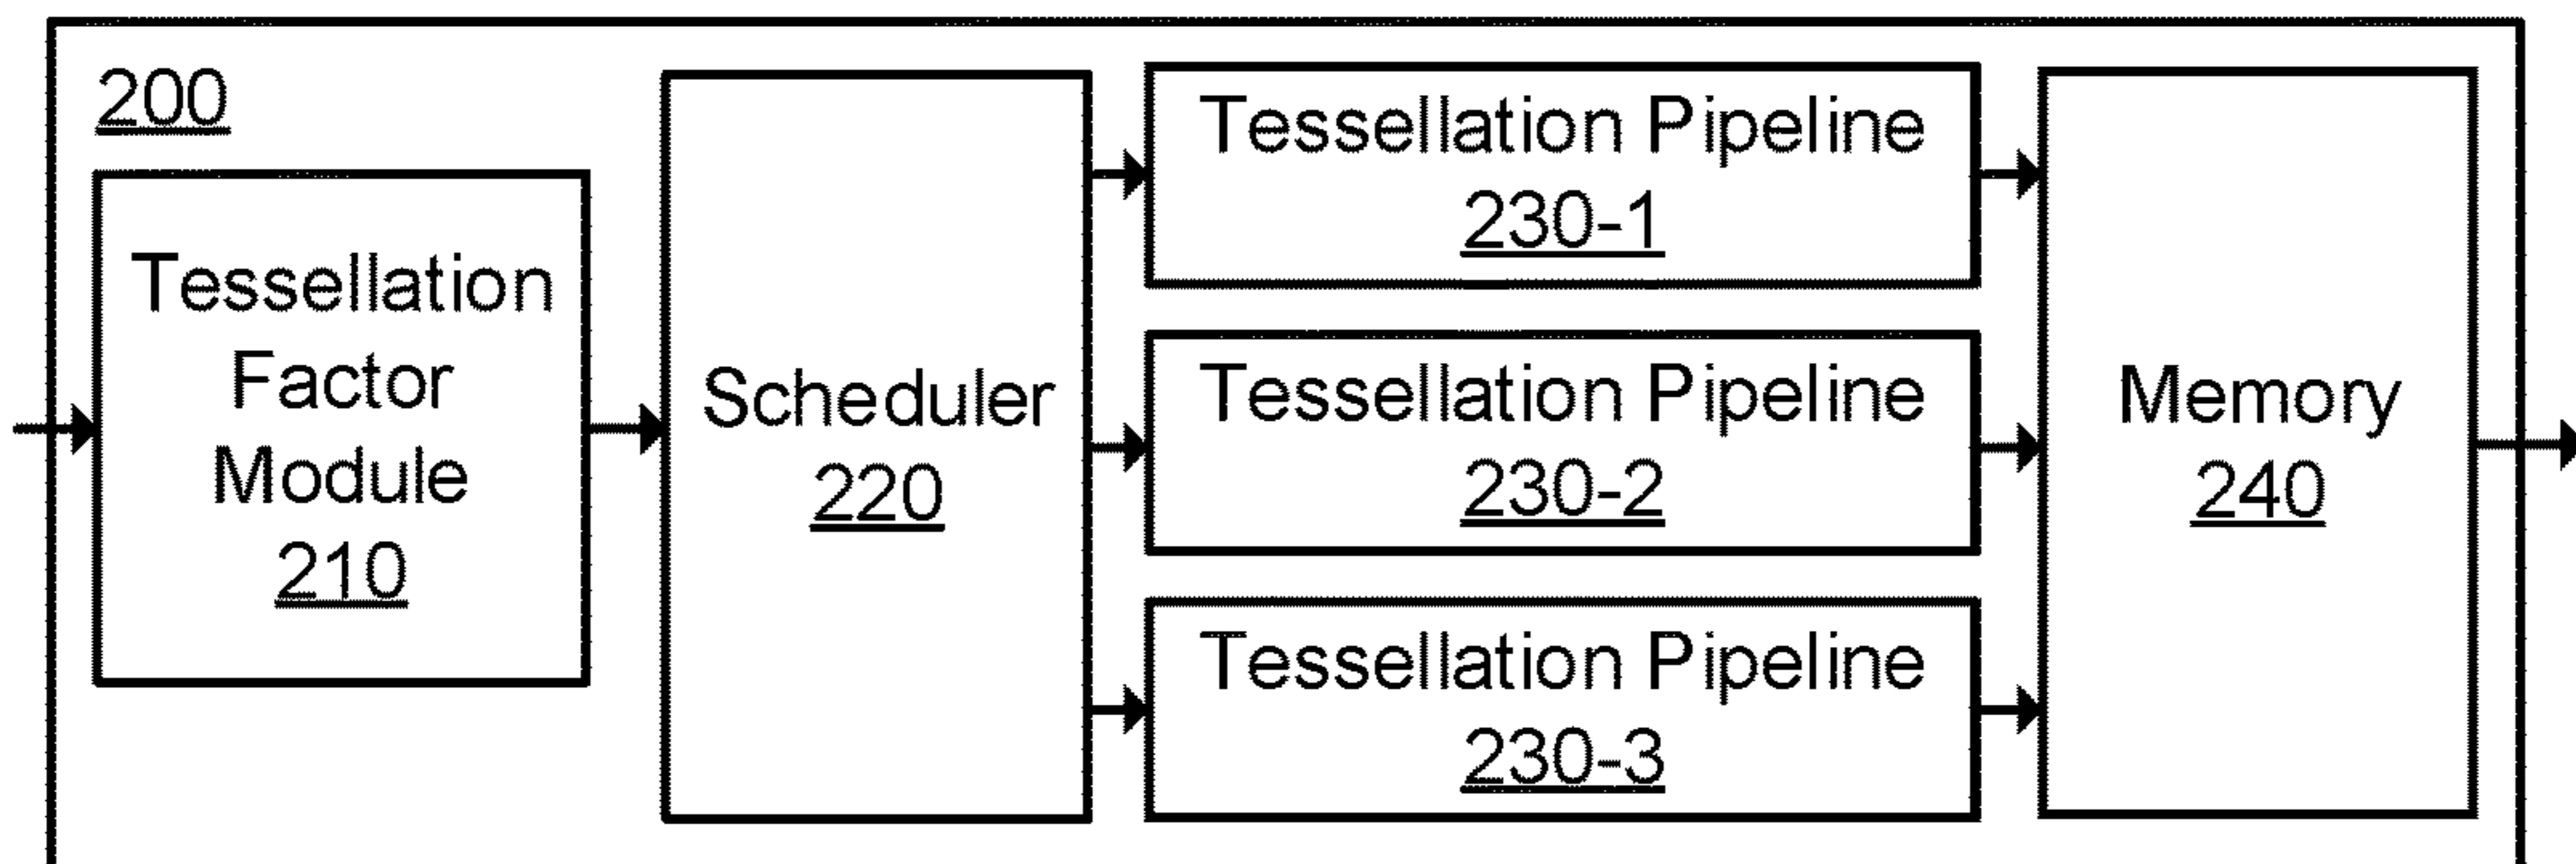 200
Tessellation
Factor
Module
210
Scheduler
220
Tessellation Pipeline
230-1
Tessellation Pipeline
230-2
Tessellation Pipeline
230-3
Memory
240